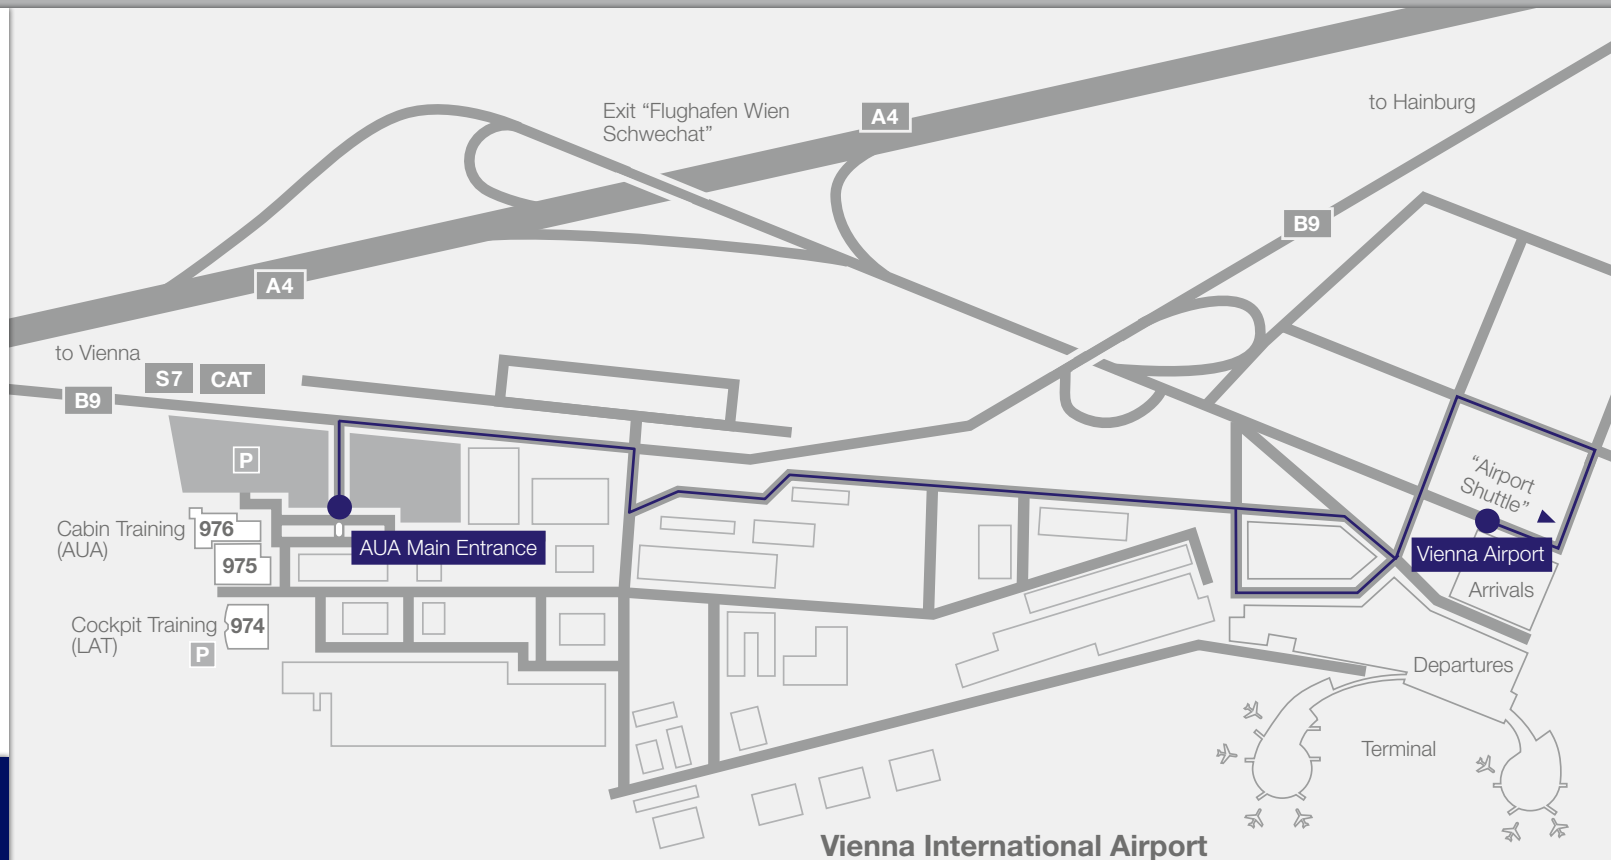 Exit “Flughafen Wien
Schwechat”
A4
to Hainburg
B9
A4
to Vienna
S7
CAT
B9
P
“Airport
Shuttle”
Cabin Training
(AUA)
976
975
AUA Main Entrance
Vienna Airport
Arrivals
Cockpit Training
(LAT)
974
P
Departures
Terminal
Vienna International Airport